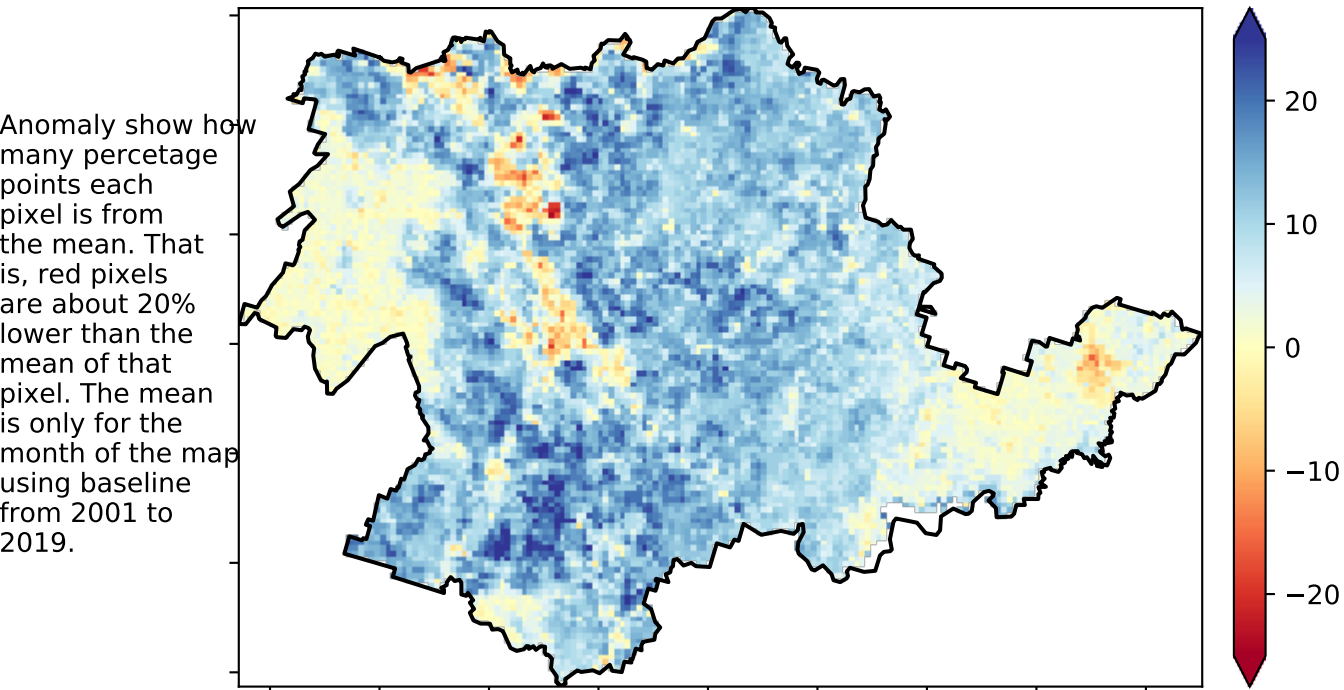 Anomaly show how
many percetage
points each
pixel is from
the mean. That
is, red pixels
are about 20%
lower than the
mean of that
pixel. The mean
is only for the
month of the map
using baseline
from 2001 to
2019.
20
10
0
−10
−20